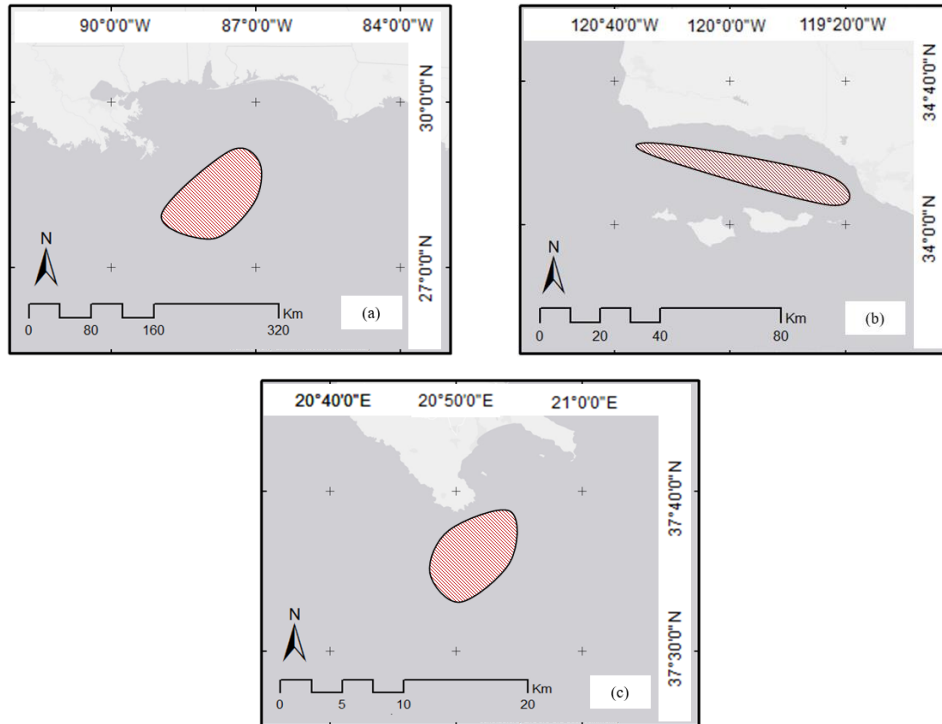 90°0'0"W 87°0'0"W 84°0'0"W
30°0'0"N
27°0'0"N
N
Km
0 80 160 320
(a)
120°40'0"W 120°0'0"W 119°20'0"W
34°40'0"N
34°0'0"N
N
Km
0 20 40 80
(b)
20°40'0"E 20°50'0"E 21°0'0"E
37°40'0"N
37°30'0"N
N
Km
0 5 10 20
(c)